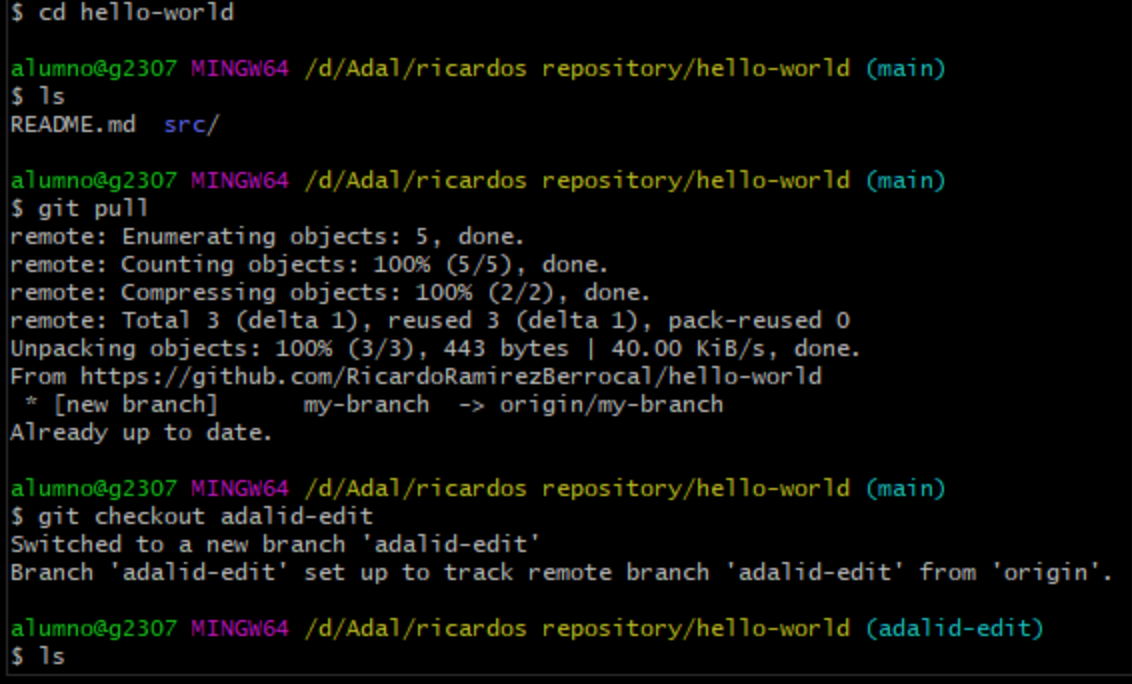 $ cd hello-world
alumno@g2307 MINGW64 /d/Adal/ricardos repository/hello-world (main)
$ ls
README.md  src/
alumno@g2307 MINGW64 /d/Adal/ricardos repository/hello-world (main)
$ git pull
remote: Enumerating objects: 5, done.
remote: Counting objects: 100% (5/5), done.
remote: Compressing objects: 100% (2/2), done.
remote: Total 3 (delta 1), reused 3 (delta 1), pack-reused 0
Unpacking objects: 100% (3/3), 443 bytes | 40.00 KiB/s, done.
From https://github.com/RicardoRamirezBerrocal/hello-world
 * [new branch]      my-branch  -> origin/my-branch
Already up to date.
alumno@g2307 MINGW64 /d/Adal/ricardos repository/hello-world (main)
$ git checkout adalid-edit
Switched to a new branch 'adalid-edit'
Branch 'adalid-edit' set up to track remote branch 'adalid-edit' from 'origin'.
alumno@g2307 MINGW64 /d/Adal/ricardos repository/hello-world (adalid-edit)
$ ls